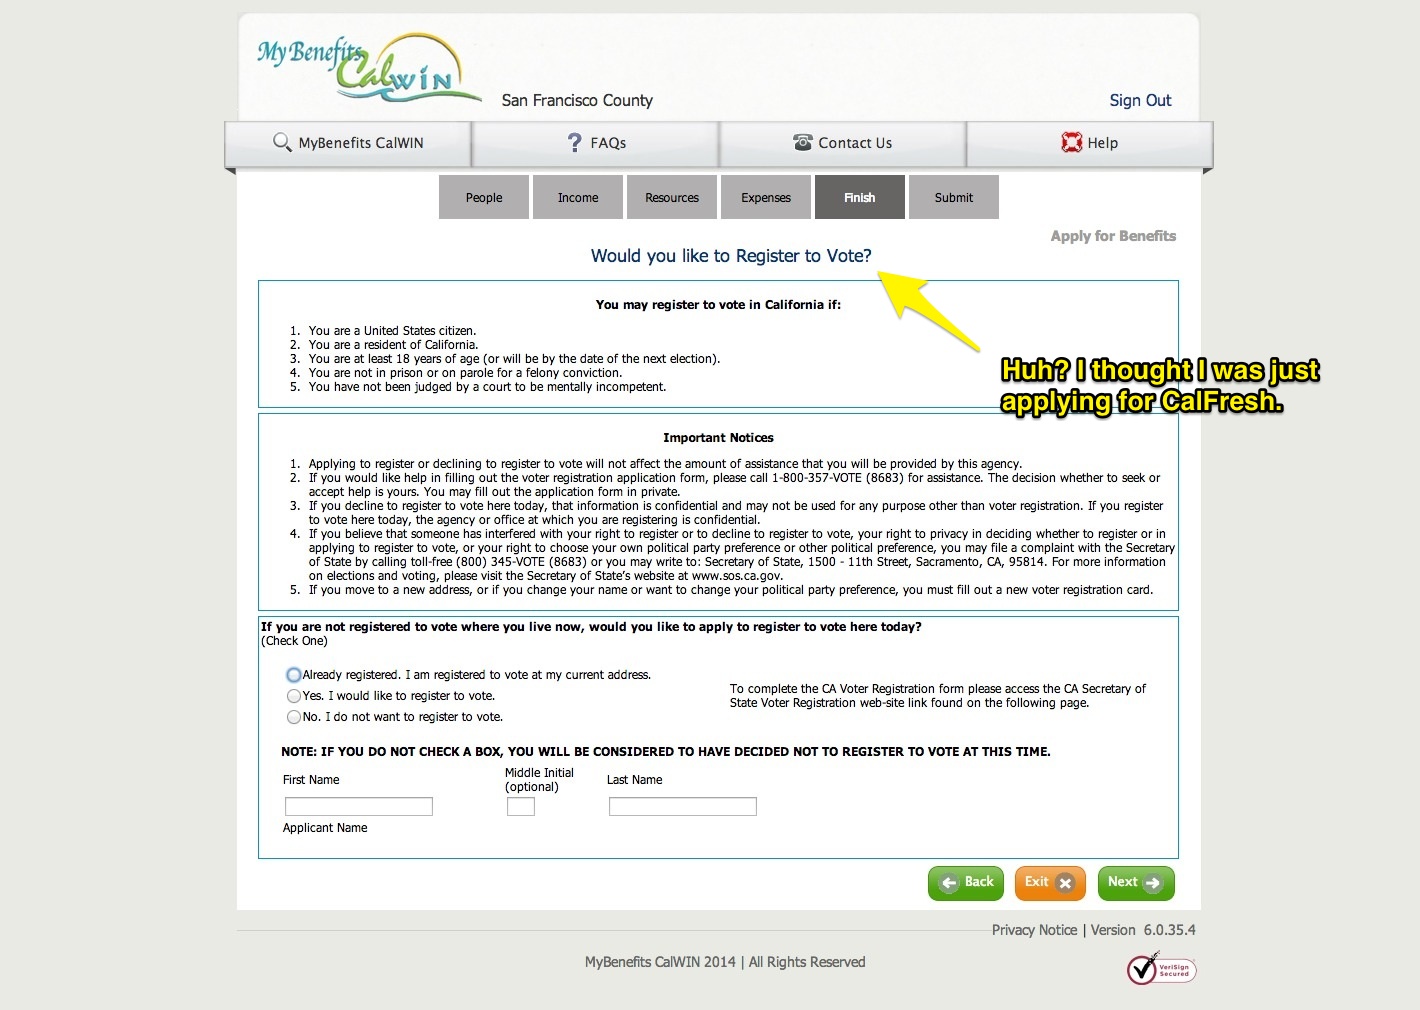 My Benefits
CalWIN
San Francisco County
Sign Out
MyBenefits CalWIN
? FAQs
Contact Us
Help
People
Income
Resources
Expenses
Finish
Submit
Apply for Benefits
Would you like to Register to Vote?
You may register to vote in California if:
1. You are a United States citizen.
2. You are a resident of California.
3. You are at least 18 years of age (or will be by the date of the next election).
4. You are not in prison or on parole for a felony conviction.
5. You have not been judged by a court to be mentally incompetent.
Huh? I thought I was just
applying for CalFresh.
Important Notices
1. Applying to register or declining to register to vote will not affect the amount of assistance that you will be provided by this agency.
2. If you would like help in filling out the voter registration application form, please call 1-800-357-VOTE (8683) for assistance. The decision whether to seek or
accept help is yours. You may fill out the application form in private.
3. If you decline to register to vote here today, that information is confidential and may not be used for any purpose other than voter registration. If you register
to vote here today, the agency or office at which you are registering is confidential.
4. If you believe that someone has interfered with your right to register or to decline to register to vote, your right to privacy in deciding whether to register or in
applying to register to vote, or your right to choose your own political party preference or other political preference, you may file a complaint with the Secretary
of State by calling toll-free (800) 345-VOTE (8683) or you may write to: Secretary of State, 1500 - 11th Street, Sacramento, CA, 95814. For more information
on elections and voting, please visit the Secretary of State's website at www.sos.ca.gov.
5. If you move to a new address, or if you change your name or want to change your political party preference, you must fill out a new voter registration card.
If you are not registered to vote where you live now, would you like to apply to register to vote here today?
(Check One)
Already registered. I am registered to vote at my current address.
Yes. I would like to register to vote.
No. I do not want to register to vote.
To complete the CA Voter Registration form please access the CA Secretary of
State Voter Registration web-site link found on the following page.
NOTE: IF YOU DO NOT CHECK A BOX, YOU WILL BE CONSIDERED TO HAVE DECIDED NOT TO REGISTER TO VOTE AT THIS TIME.
First Name
Middle Initial
(optional)
Last Name
Applicant Name
Back
Exit
Next
Privacy Notice | Version 6.0.35.4
MyBenefits CalWIN 2014 | All Rights Reserved
VeriSign
Secured